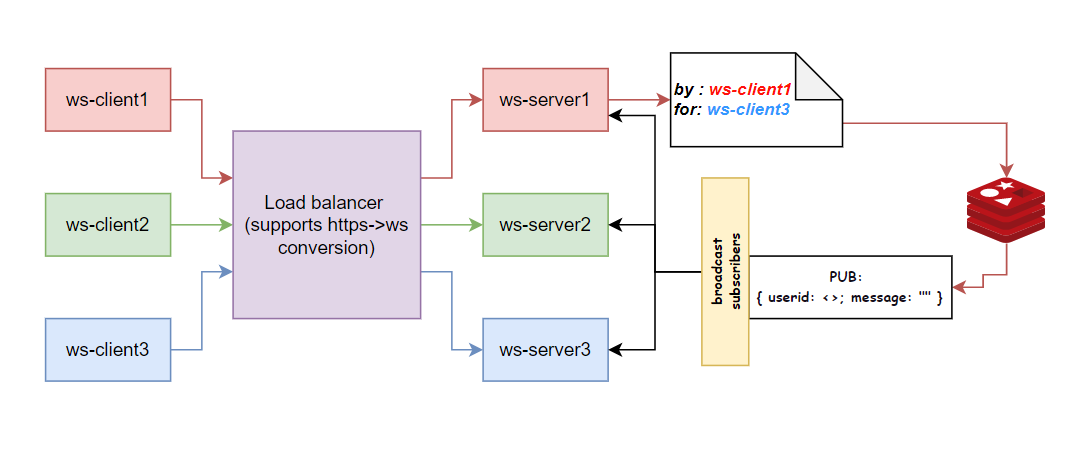 ws-client1
ws-client2
ws-client3
Load balancer
(supports https->ws
conversion)
ws-server1
ws-server2
ws-server3
by : ws-client1
for: ws-client3
broadcast
subscribers
PUB:
{ userid: <>; message: "" }